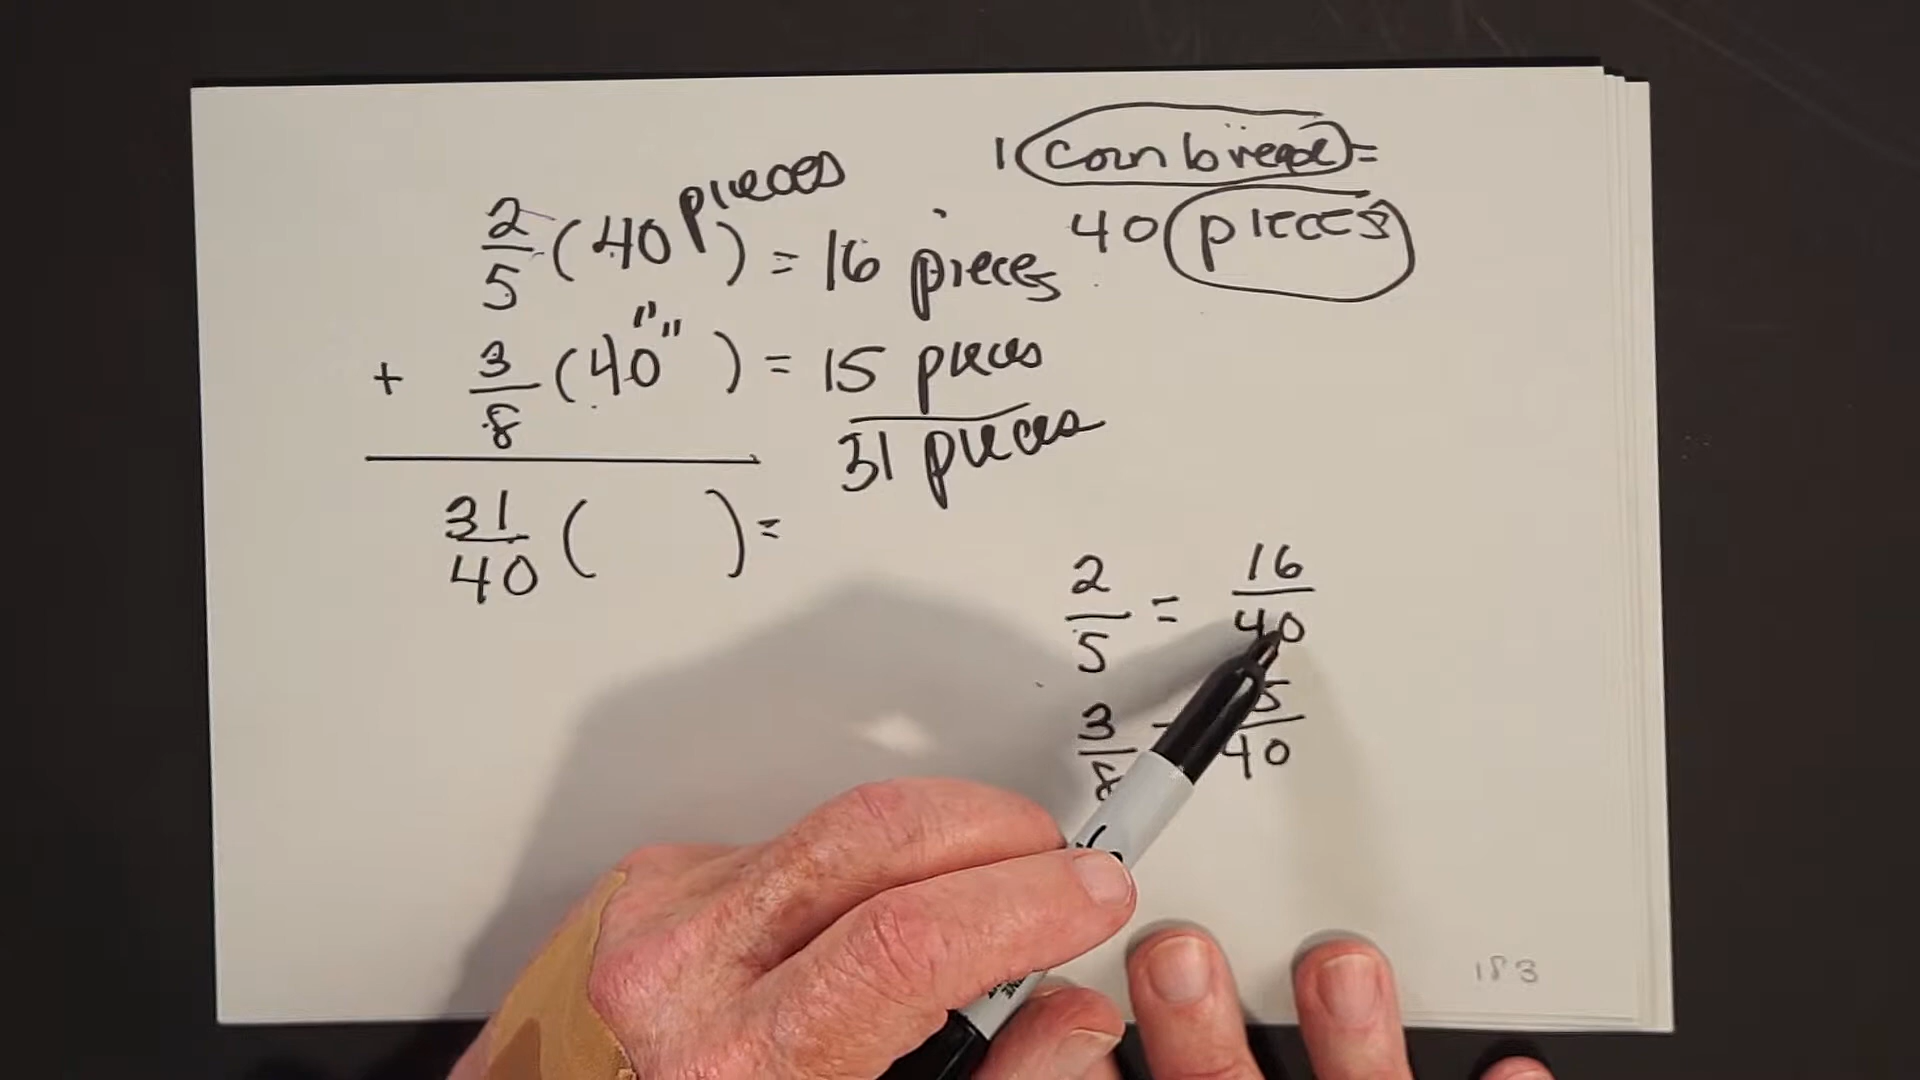 1 cornbread =
40 pieces
2/5 (40 pieces) = 16 pieces
+ 3/8 (40 " ") = 15 pieces
31 pieces
31/40 ( ) =
2/5 = 16/40
3/8 = 5/40
183